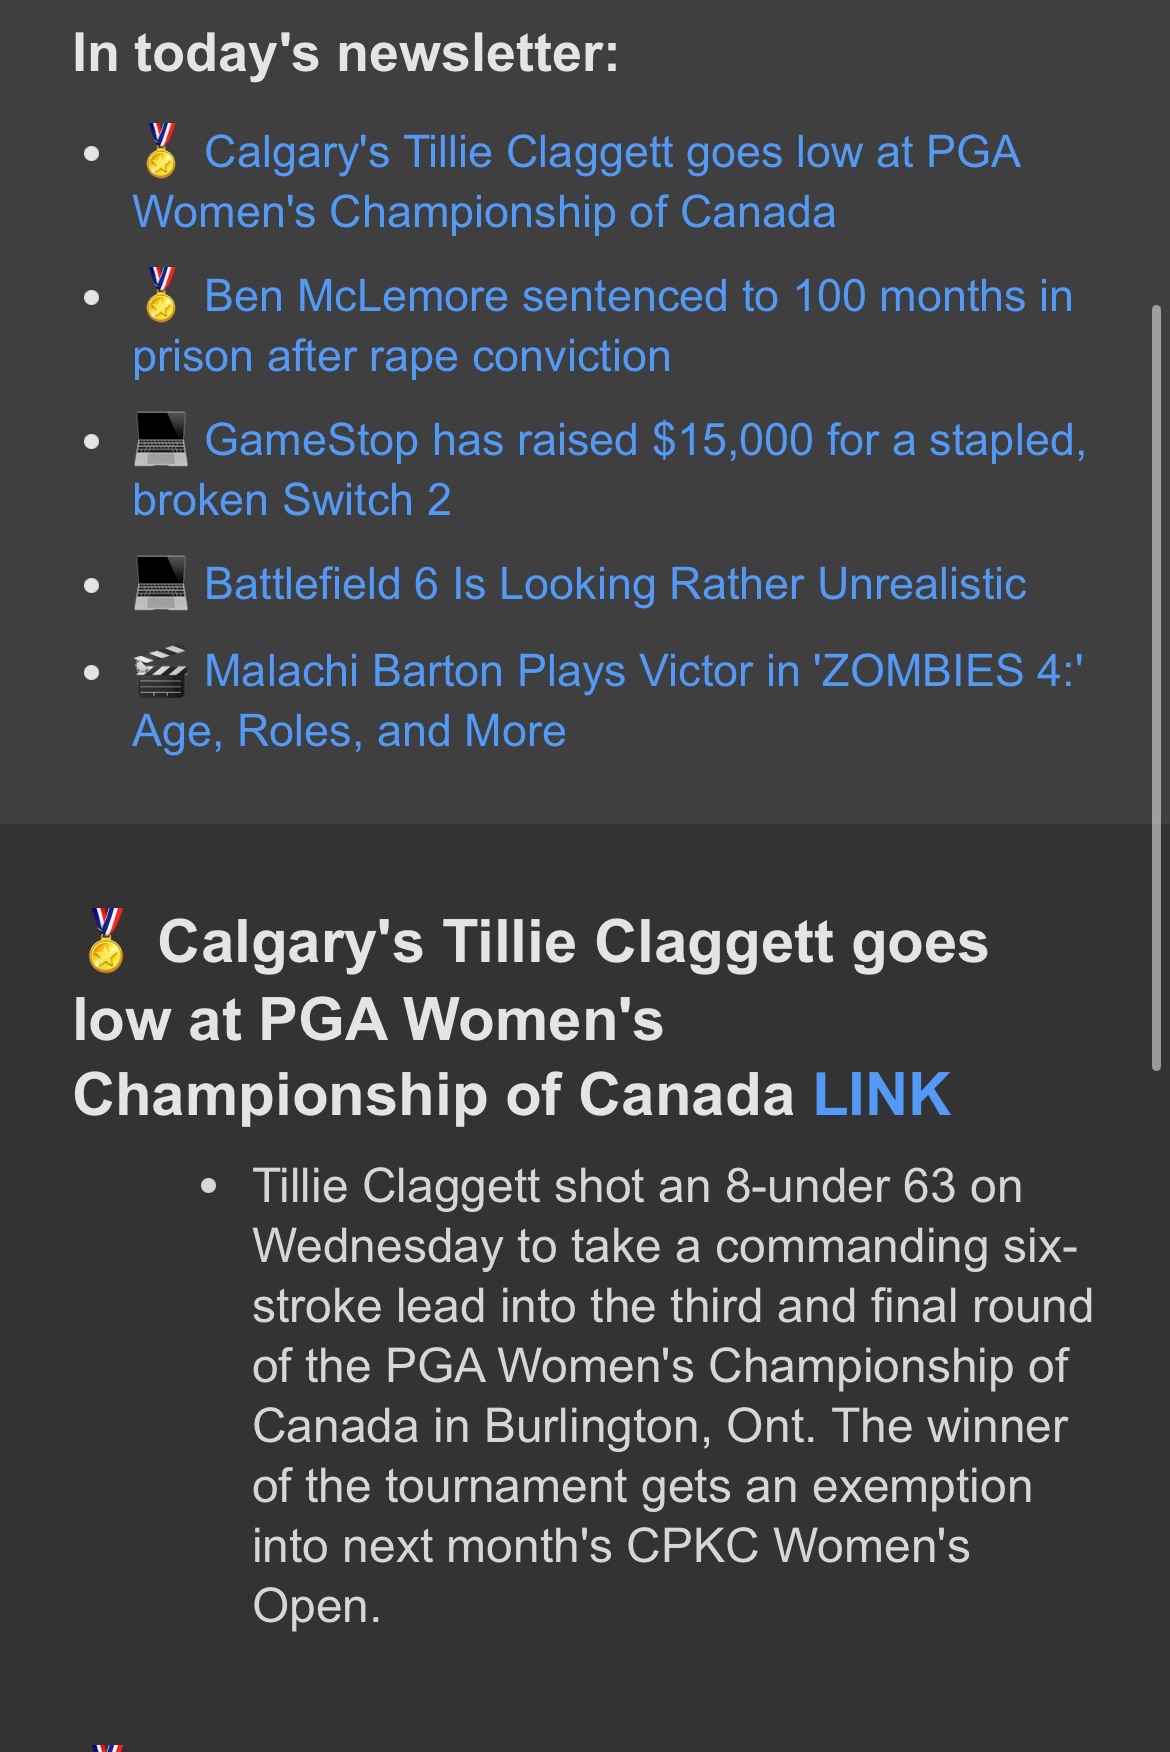 In today's newsletter:
• 🏅 Calgary's Tillie Claggett goes low at PGA
Women's Championship of Canada
• 🏅 Ben McLemore sentenced to 100 months in
prison after rape conviction
• 💻 GameStop has raised $15,000 for a stapled,
broken Switch 2
• 💻 Battlefield 6 Is Looking Rather Unrealistic
• 🎬 Malachi Barton Plays Victor in 'ZOMBIES 4:'
Age, Roles, and More
🏅 Calgary's Tillie Claggett goes
low at PGA Women's
Championship of Canada LINK
• Tillie Claggett shot an 8-under 63 on
Wednesday to take a commanding six-
stroke lead into the third and final round
of the PGA Women's Championship of
Canada in Burlington, Ont. The winner
of the tournament gets an exemption
into next month's CPKC Women's
Open.